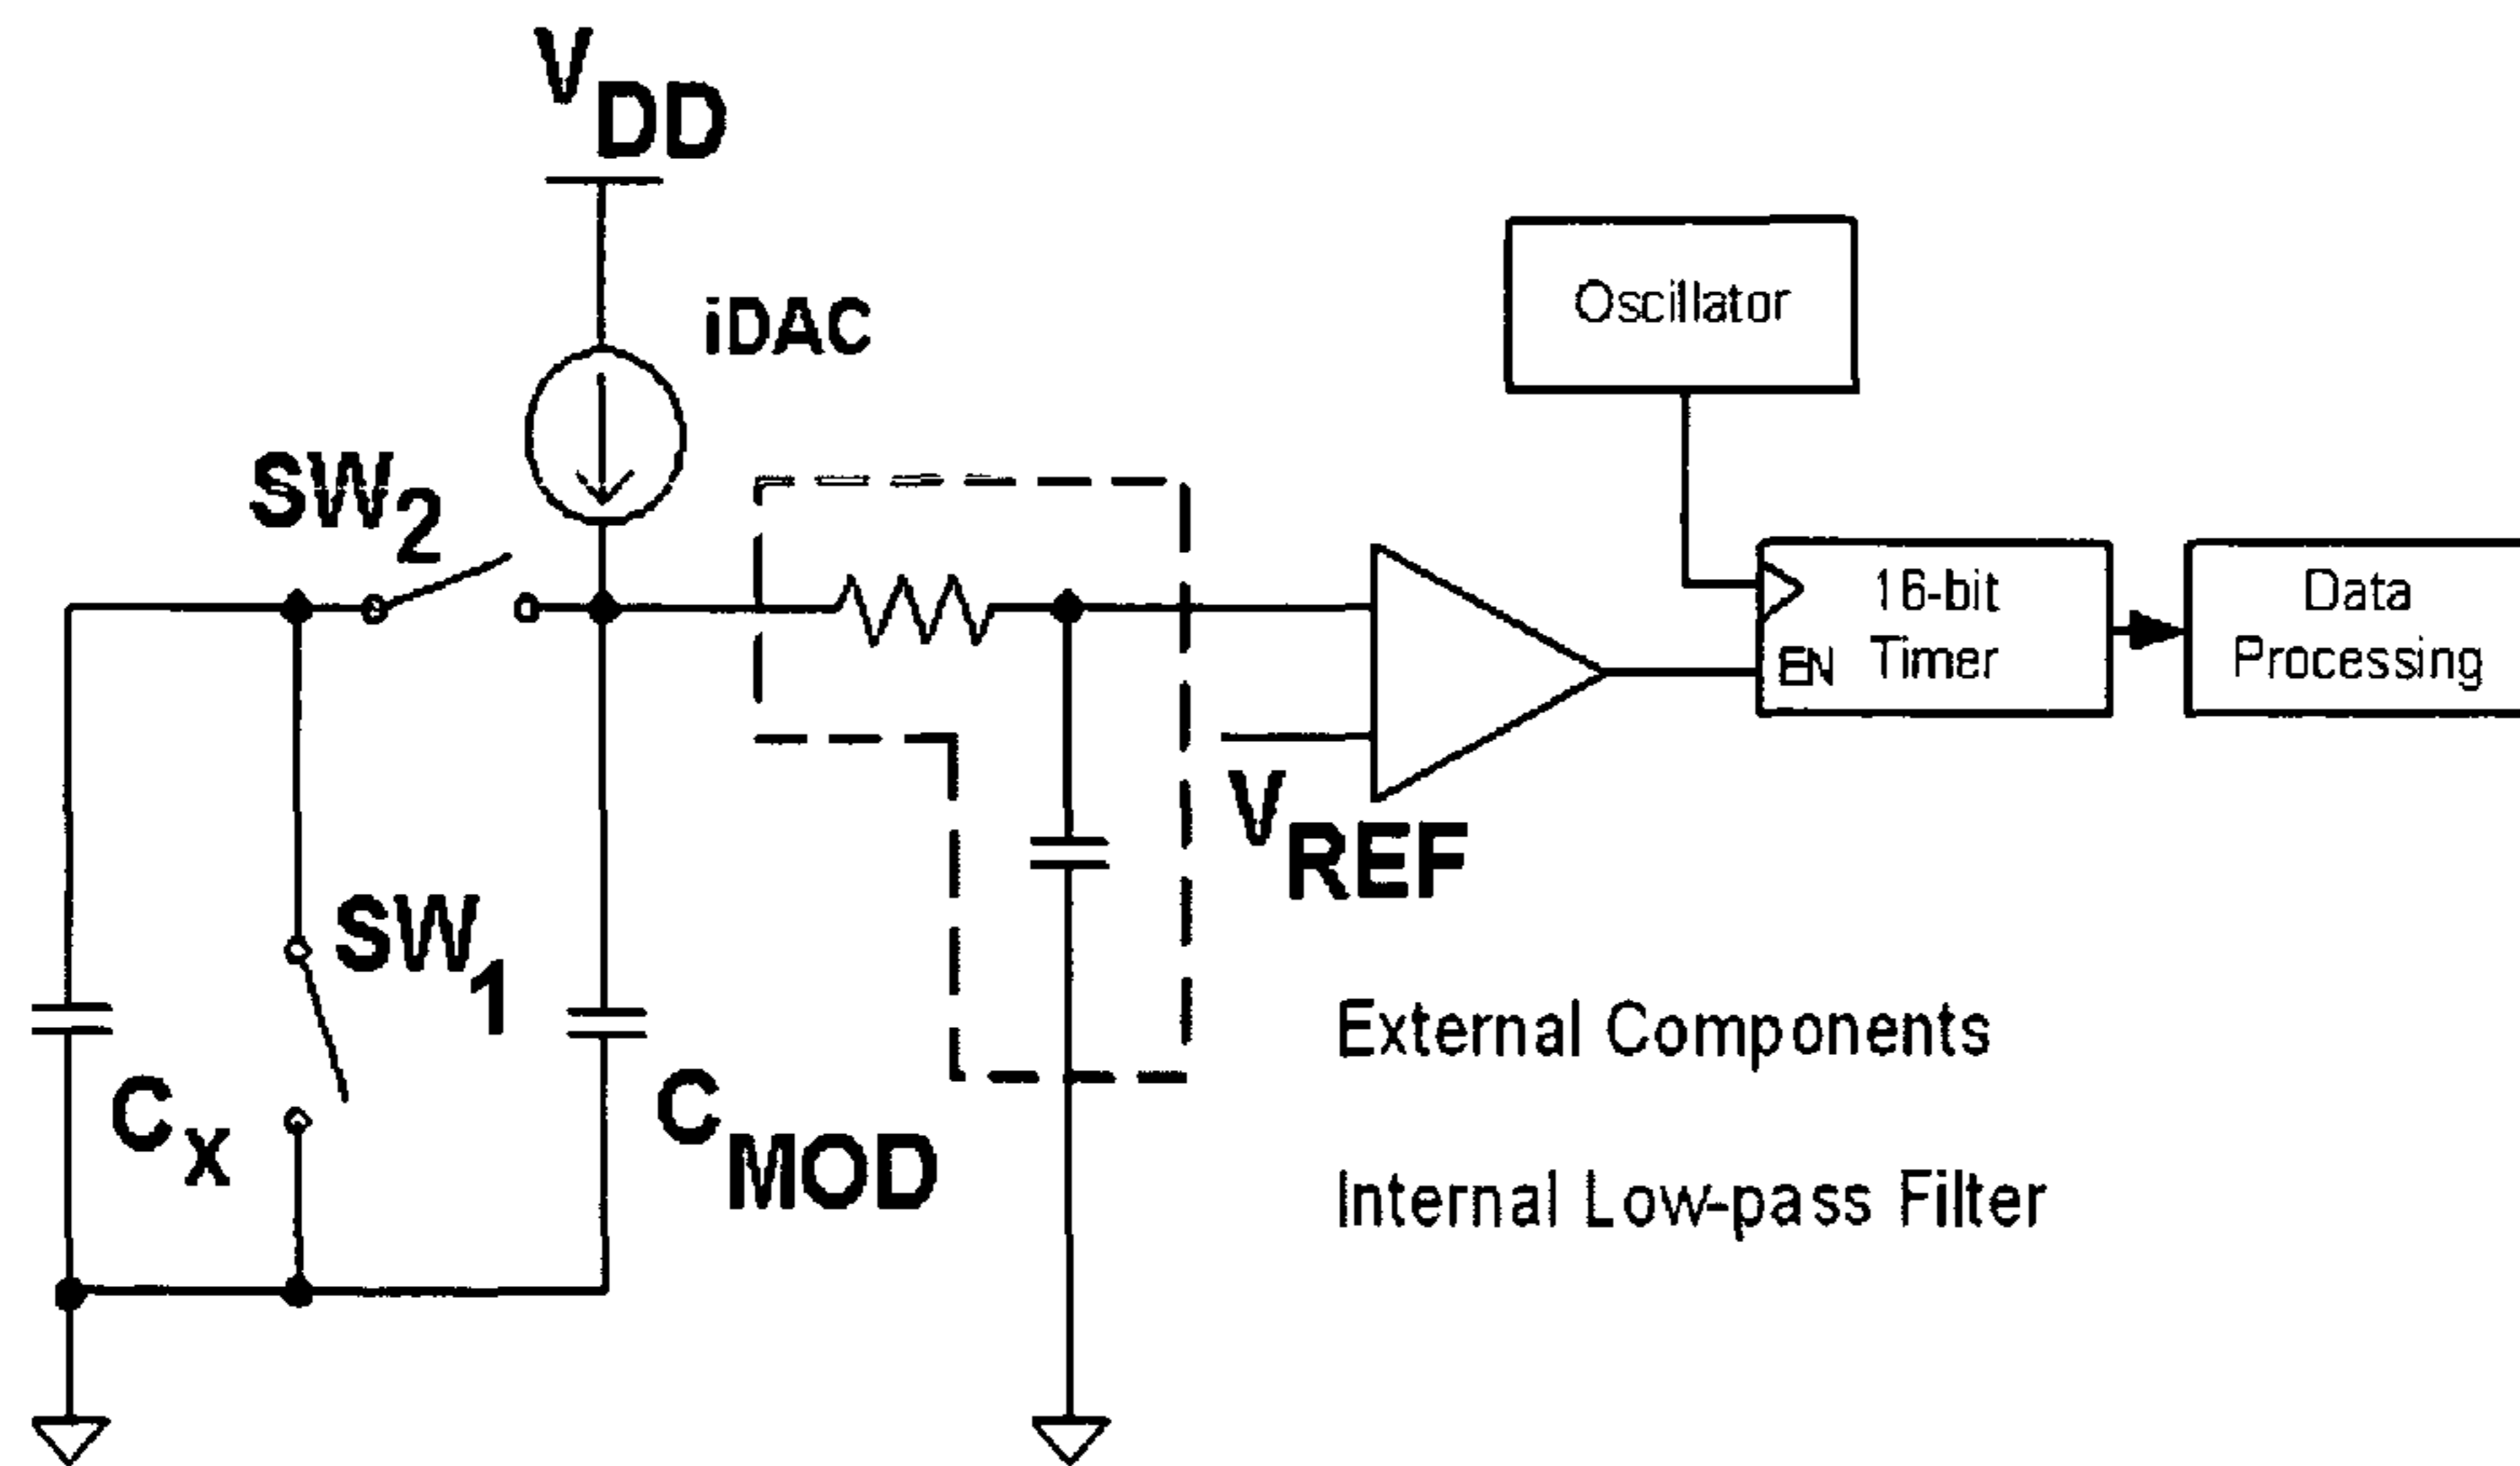 VDD
iDAC
Oscillator
SW2
16-bit
Timer
EN
Data
Processing
VREF
SW1
CX
CMOD
External Components
Internal Low-pass Filter